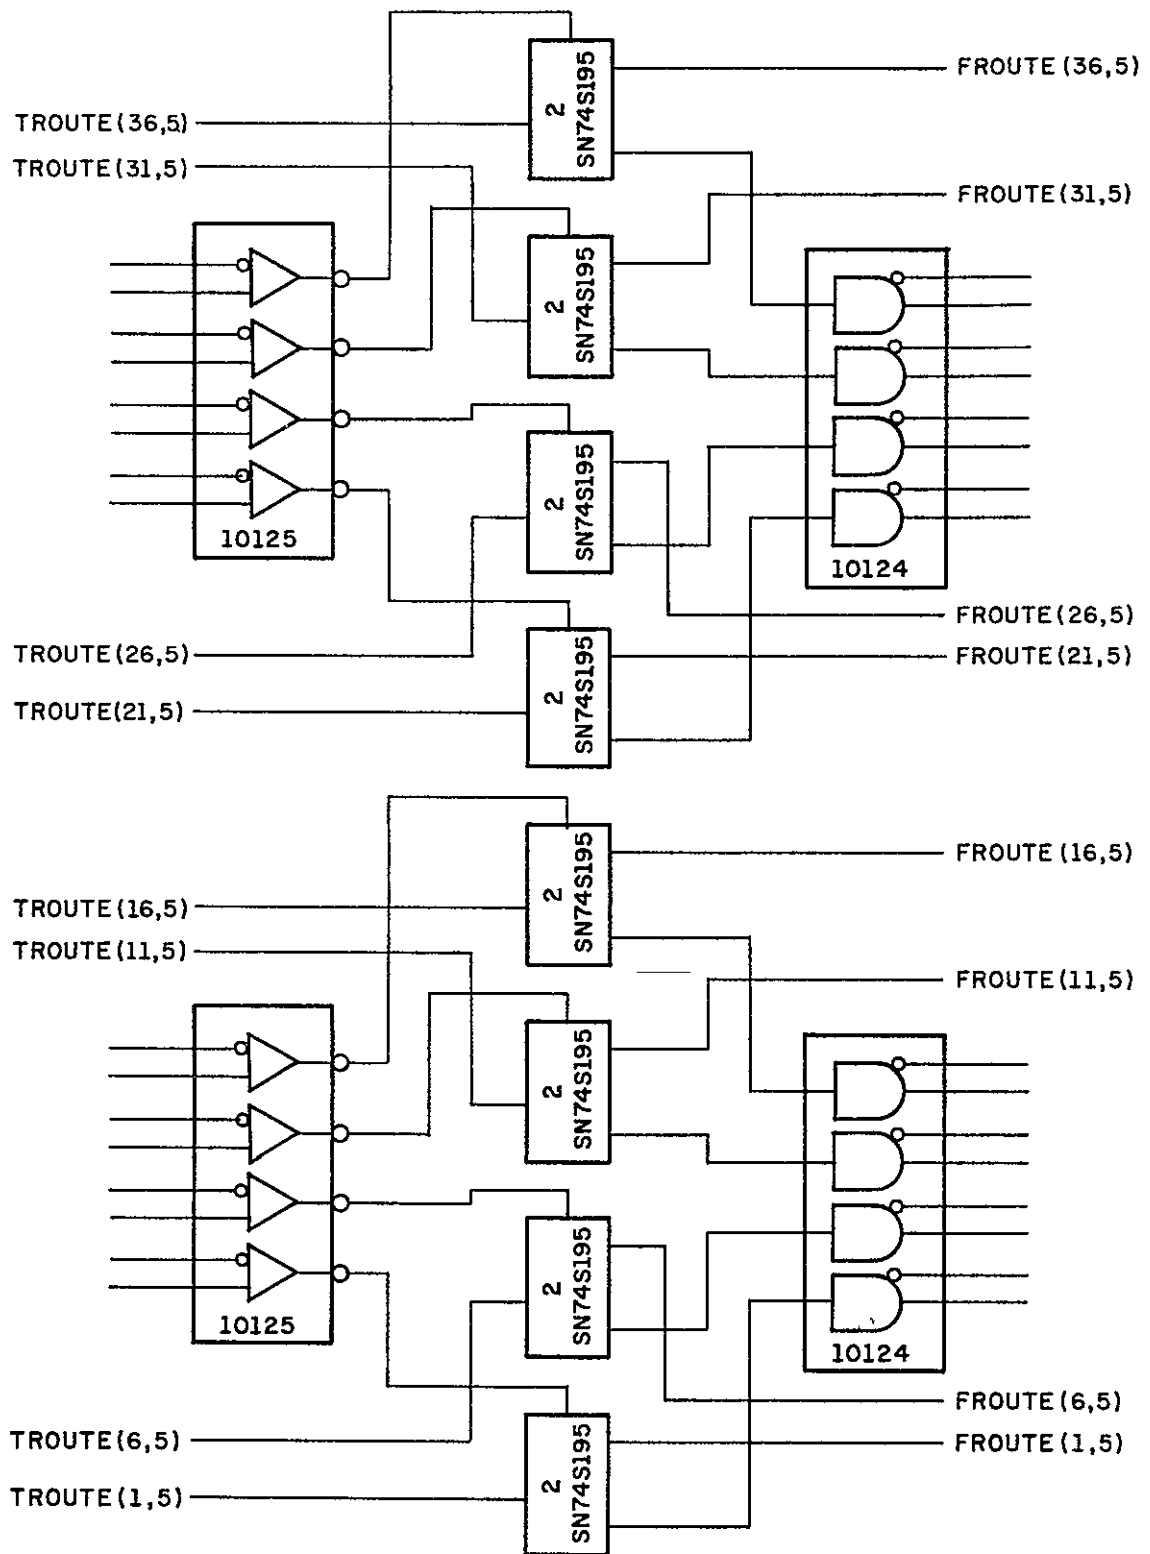 2
SN74S195
FROUTE(36,5)
TROUTE(36,5)
TROUTE(31,5)
FROUTE(31,5)
2
SN74S195
2
SN74S195
10125
10124
FROUTE(26,5)
TROUTE(26,5)
2
SN74S195
FROUTE(21,5)
TROUTE(21,5)
2
SN74S195
FROUTE(16,5)
TROUTE(16,5)
TROUTE(11,5)
FROUTE(11,5)
2
SN74S195
2
SN74S195
10125
10124
FROUTE(6,5)
TROUTE(6,5)
2
SN74S195
FROUTE(1,5)
TROUTE(1,5)